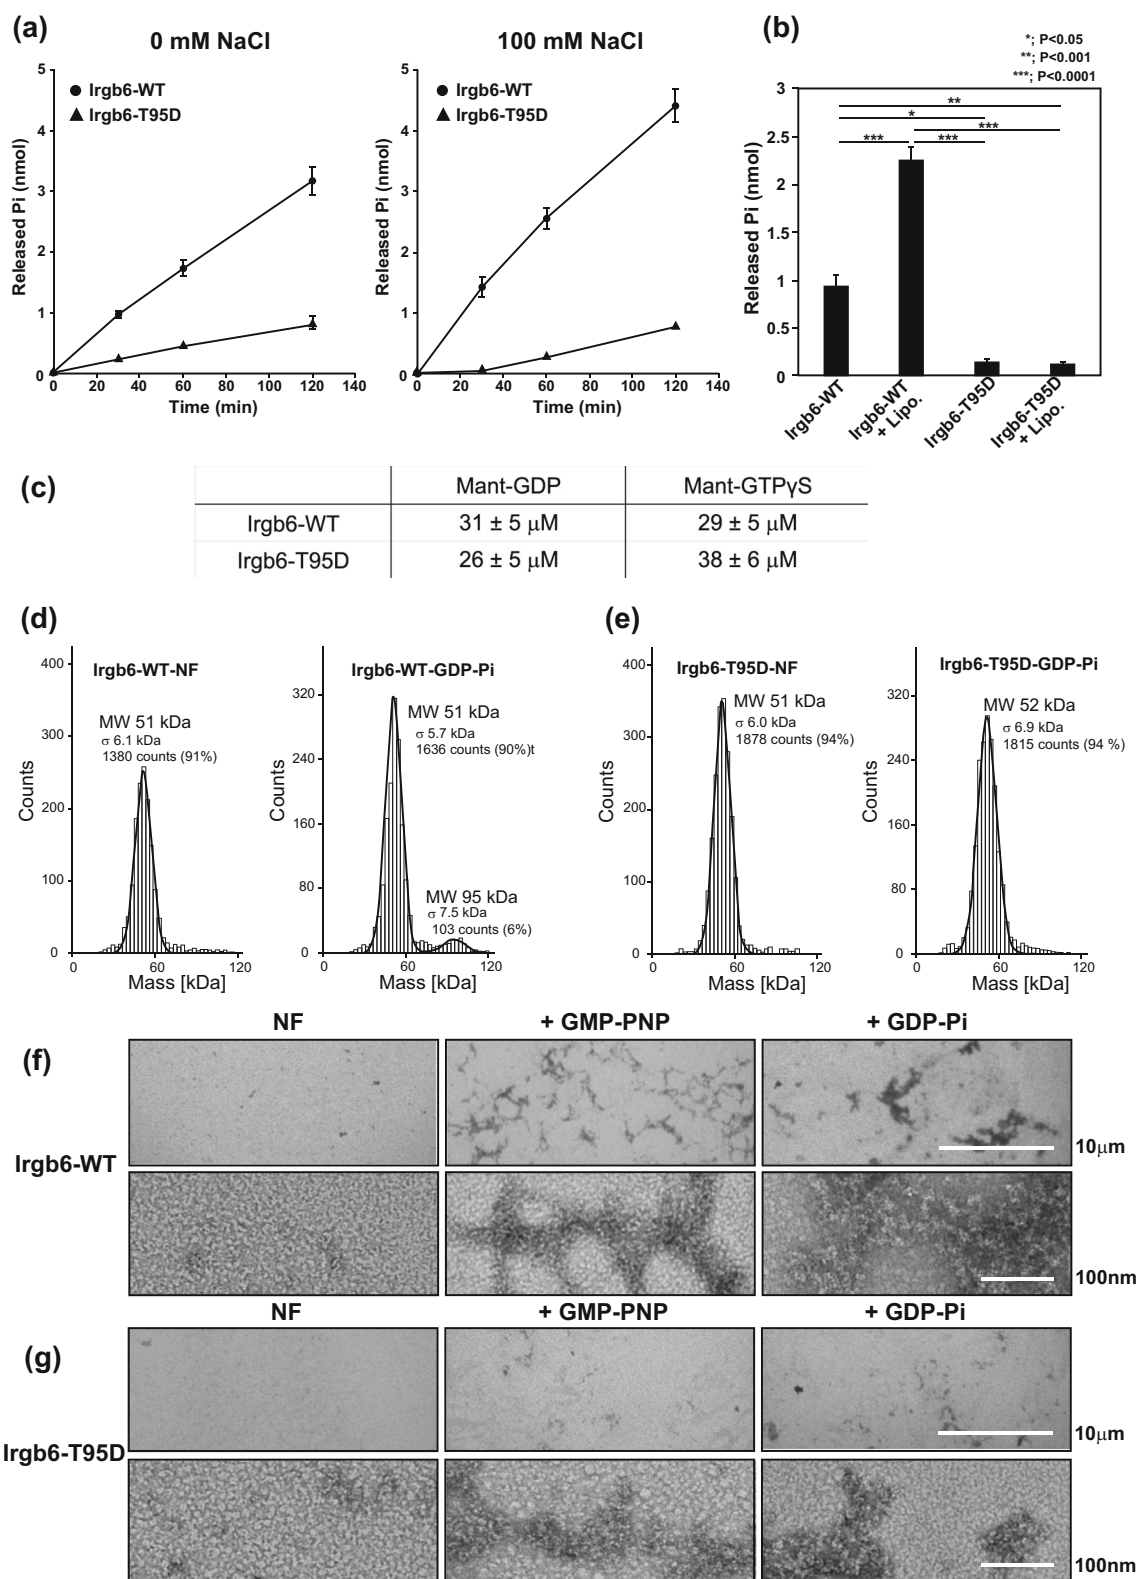 (a)
0 mM NaCl
100 mM NaCl
Released Pi (nmol)
5
4
3
2
1
0
Irgb6-WT
Irgb6-T95D
0 20 40 60 80 100 120 140
Time (min)
Released Pi (nmol)
5
4
3
2
1
0
Irgb6-WT
Irgb6-T95D
0 20 40 60 80 100 120 140
Time (min)
(b)
*; P<0.05
**; P<0.001
***; P<0.0001
Released Pi (nmol)
3
2.5
2
1.5
1
0.5
0
**
*
***
*** ***
Irgb6-WT
Irgb6-WT
+ Lipo.
Irgb6-T95D
Irgb6-T95D
+ Lipo.
(c)
Mant-GDP Mant-GTPγS
Irgb6-WT 31 ± 5 μM 29 ± 5 μM
Irgb6-T95D 26 ± 5 μM 38 ± 6 μM
(d)
Irgb6-WT-NF
MW 51 kDa
σ 6.1 kDa
1380 counts (91%)
Counts
400
300
200
100
0
0 60 120
Mass [kDa]
Irgb6-WT-GDP-Pi
MW 51 kDa
σ 5.7 kDa
1636 counts (90%)t
MW 95 kDa
σ 7.5 kDa
103 counts (6%)
Counts
320
240
160
80
0
0 60 120
Mass [kDa]
(e)
Irgb6-T95D-NF
MW 51 kDa
σ 6.0 kDa
1878 counts (94%)
Counts
400
300
200
100
0
0 60 120
Mass [kDa]
Irgb6-T95D-GDP-Pi
MW 52 kDa
σ 6.9 kDa
1815 counts (94 %)
Counts
320
240
160
80
0
0 60 120
Mass [kDa]
(f)
NF + GMP-PNP + GDP-Pi
Irgb6-WT
10μm
100nm
(g)
NF + GMP-PNP + GDP-Pi
Irgb6-T95D
10μm
100nm